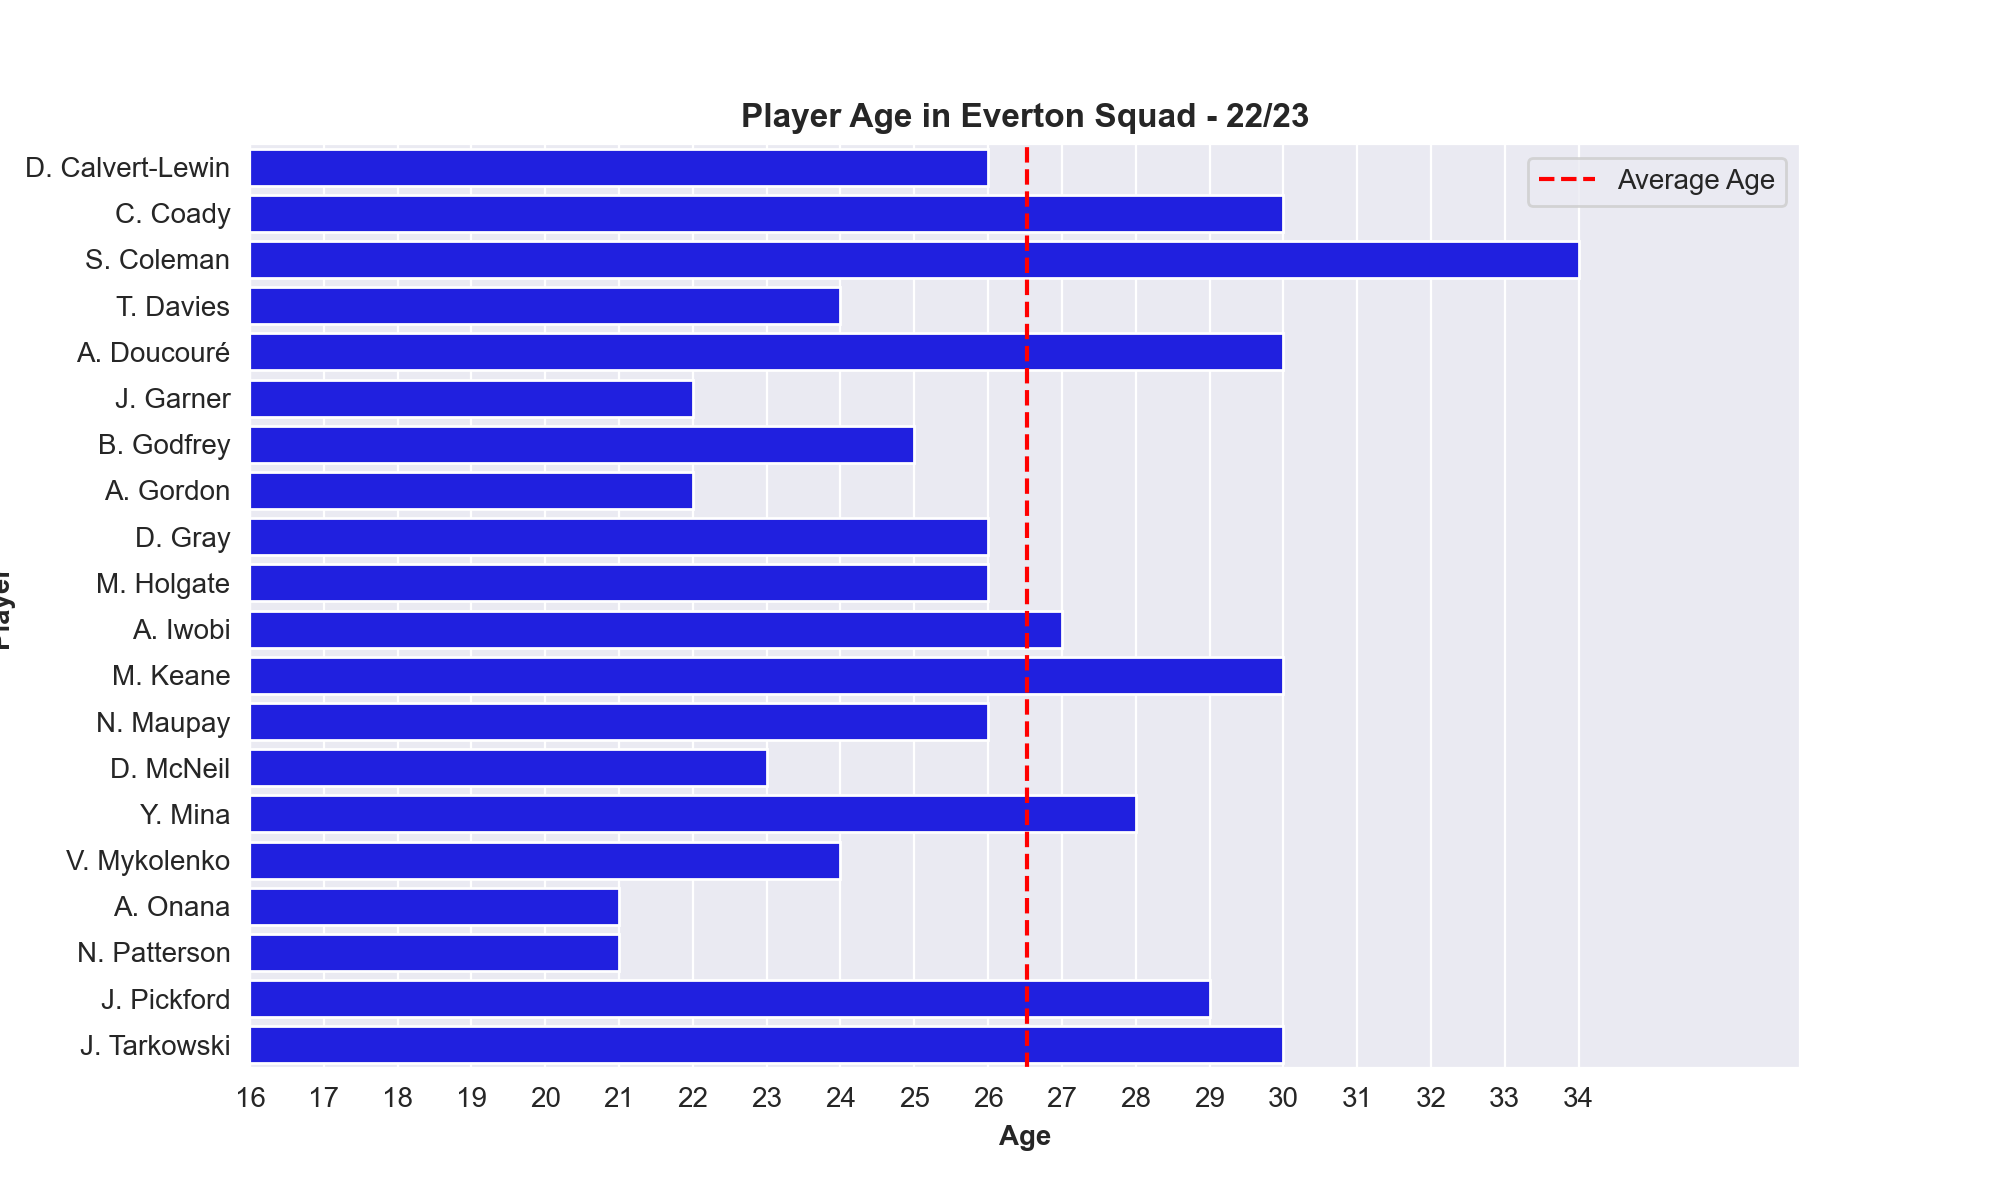 Player Age in Everton Squad - 22/23
Average Age
D. Calvert-Lewin
C. Coady
S. Coleman
T. Davies
A. Doucouré
J. Garner
B. Godfrey
A. Gordon
D. Gray
M. Holgate
A. Iwobi
M. Keane
N. Maupay
D. McNeil
Y. Mina
V. Mykolenko
A. Onana
N. Patterson
J. Pickford
J. Tarkowski
Player
16 17 18 19 20 21 22 23 24 25 26 27 28 29 30 31 32 33 34
Age